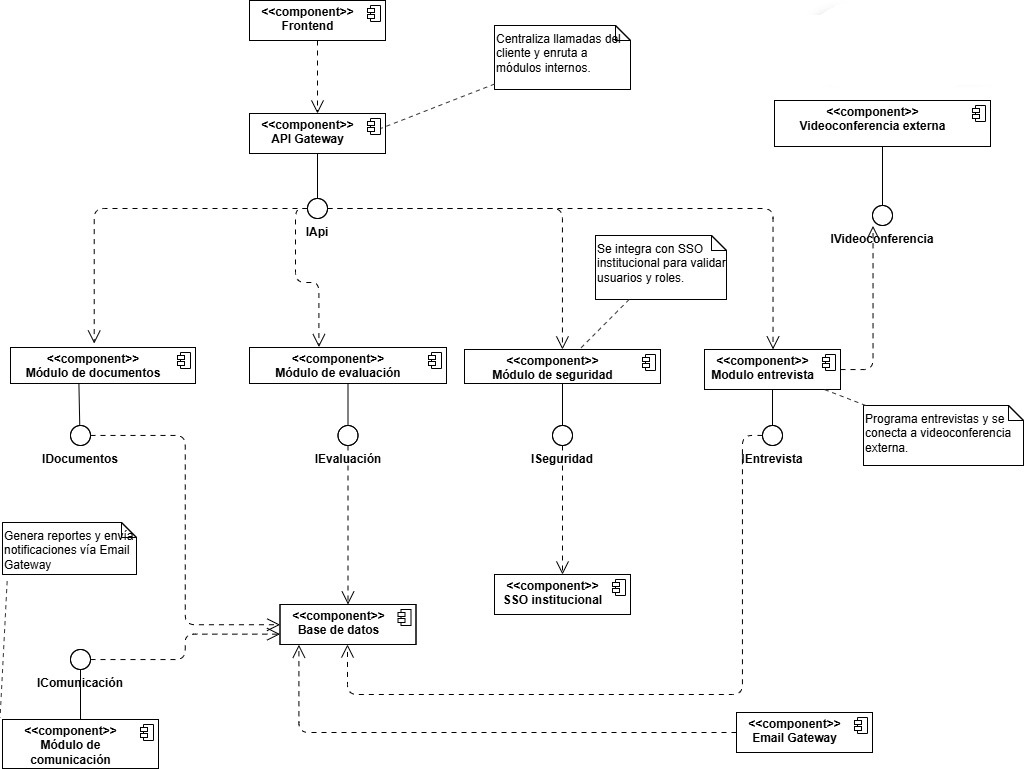 <<component>>
Frontend
Centraliza llamadas del
cliente y enruta a
módulos internos.
<<component>>
API Gateway
<<component>>
Videoconferencia externa
IApi
IVideoconferencia
Se integra con SSO
institucional para validar
usuarios y roles.
<<component>>
Módulo de documentos
<<component>>
Módulo de evaluación
<<component>>
Módulo de seguridad
<<component>>
Modulo entrevista
Programa entrevistas y se
conecta a videoconferencia
externa.
IDocumentos
IEvaluación
ISeguridad
IEntrevista
Genera reportes y envía
notificaciones vía Email
Gateway
<<component>>
SSO institucional
<<component>>
Base de datos
IComunicación
<<component>>
Módulo de
comunicación
<<component>>
Email Gateway